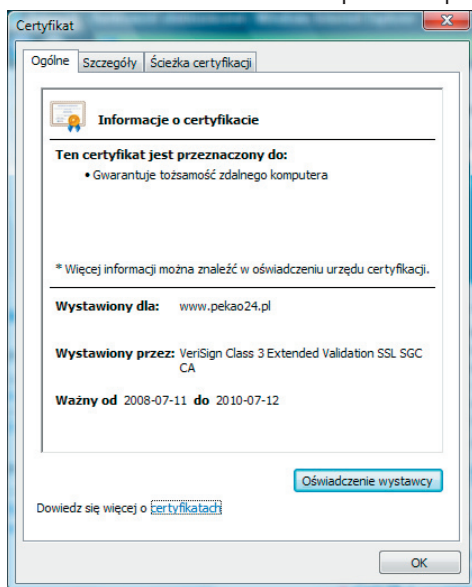 Certyfikat
Ogólne Szczegóły Ścieżka certyfikacji
Informacje o certyfikacie
Ten certyfikat jest przeznaczony do:
• Gwarantuje tożsamość zdalnego komputera
* Więcej informacji można znaleźć w oświadczeniu urzędu certyfikacji.
Wystawiony dla: www.pekao24.pl
Wystawiony przez: VeriSign Class 3 Extended Validation SSL SGC
CA
Ważny od 2008-07-11 do 2010-07-12
Oświadczenie wystawcy
Dowiedz się więcej o certyfikatach
OK